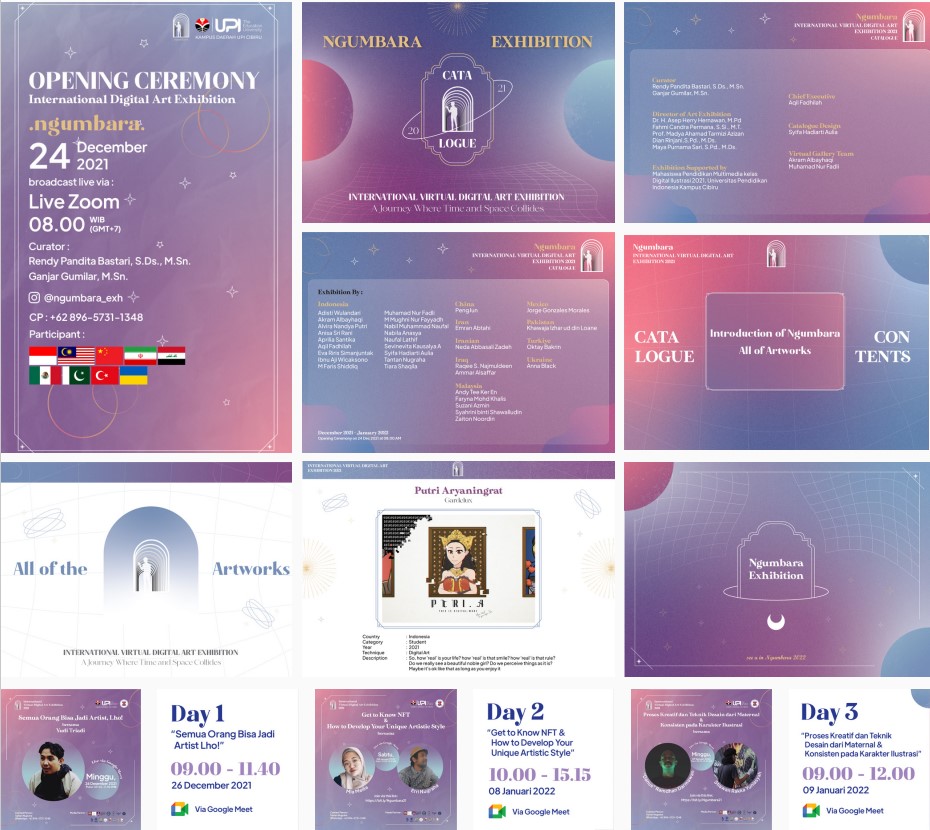 UPI
KAMPUS DAERAH UPI CIBIRU
OPENING CEREMONY
International Digital Art Exhibition
.ngumbara.
24 December
2021
broadcast live via :
Live Zoom
08.00 WIB
(GMT+7)
Curator :
Rendy Pandita Bastari, S.Ds., M.Sn.
Ganjar Gumilar, M.Sn.
@ngumbara_exh
CP : +62 896-5731-1348
Participant :
NGUMBARA EXHIBITION
CATA
20 21
LOGUE
INTERNATIONAL VIRTUAL DIGITAL ART EXHIBITION
A Journey Where Time and Space Collides
Ngumbara
INTERNATIONAL VIRTUAL DIGITAL ART
EXHIBITION 2021
CATALOGUE
Curator
Rendy Pandita Bastari, S.Ds., M.Sn.
Ganjar Gumilar, M.Sn.
Director of Art Exhibition
Dr. H. Asep Herry Hernawan, M.Pd
Fahmi Candra Permana, S.Si., M.T.
Prof. Madya Ahamad Tarmizi Azizan
Dian Rinjani, S.Pd., M.Ds.
Maya Purnama Sari, S.Pd., M.Ds.
Exhibition Supported by
Mahasiswa Pendidikan Multimedia kelas
Digital Ilustrasi 2021, Universitas Pendidikan
Indonesia Kampus Cibiru
Chief Executive
Agil Fadhilah
Catalogue Design
Syifa Hadianti Aulia
Virtual Gallery Team
Akram Albayhaqi
Muhamad Nur Fadli
Ngumbara
INTERNATIONAL VIRTUAL DIGITAL ART
EXHIBITION 2021
CATALOGUE
Exhibition By :
Indonesia
Adisti Wulandari
Akram Albayhaqi
Alvira Nandya Putri
Anisa Sri Rani
Aprilia Santika
Agil Fadhilah
Eva Rina Simanjuntak
Ibnu Aji Wicaksono
M Faris Shiddiq
Muhamad Nur Fadli
M Mughni Nur Fayyadh
Nabil Muhammad Naufal
Nabila Anasya
Naufal Lathif
Sesmevita Kasulya A
Syifa Hadianti Aulia
Tantan Nugraha
Tiara Shaqila
China
Peng Jun
Iran
Emran Abtahi
Iranian
Neda Abbasali Zadeh
Iraq
Raqee S. Najmuldeen
Ammar Alsaffar
Malaysia
Andy Tee Ker En
Faryna Mohd Khalis
Suzani Azmin
Syahrini binti Shawalludin
Zaiton Noordin
Mexico
Jorge Gonzales Morales
Pakistan
Khawaja Izhar ud din Loane
Turkiye
Oktay Bakirin
Ukraine
Anna Blacii
December 2021 - January 2022
Opening Ceremony on 24 Dec 2021 at 08.00 AM
Ngumbara
INTERNATIONAL VIRTUAL DIGITAL ART
EXHIBITION 2021
CATA
LOGUE
Introduction of Ngumbara
All of Artworks
CON
TENTS
All of the Artworks
INTERNATIONAL VIRTUAL DIGITAL ART EXHIBITION
A Journey Where Time and Space Collides
INTERNATIONAL VIRTUAL DIGITAL ART
EXHIBITION 2021
Putri Aryaningrat
Gardelux
PUTRI.A
Country : Indonesia
Category : Student
Year : 2021
Technique : Digital Art
Description : So, how 'real' is your life? how 'real' is that smile? how 'real' is that rule?
Do we really see a beautiful noble girl? Do we perceive things as it is?
Maybe it's ok like that as long as you enjoy it
Ngumbara
Exhibition
see u in Ngumbara 2022
Semua Orang Bisa Jadi Artist, Lho!
bersama
Yudi Triadi
Minggu,
Day 1
"Semua Orang Bisa Jadi
Artist Lho!"
09.00 - 11.40
26 December 2021
Via Google Meet
Get to Know NFT
&
How to Develop Your Unique Artistic Style
bersama
Sabtu,
Day 2
"Get to Know NFT &
How to Develop Your
Unique Artistic Style"
10.00 - 15.15
08 Januari 2022
Via Google Meet
Proses Kreatif dan Teknik Desain dari Maternal
&
Konsisten pada Karakter Ilustrasi
bersama
Minggu,
Day 3
"Proses Kreatif dan Teknik
Desain dari Maternal &
Konsisten pada Karakter Ilustrasi"
09.00 - 12.00
09 Januari 2022
Via Google Meet